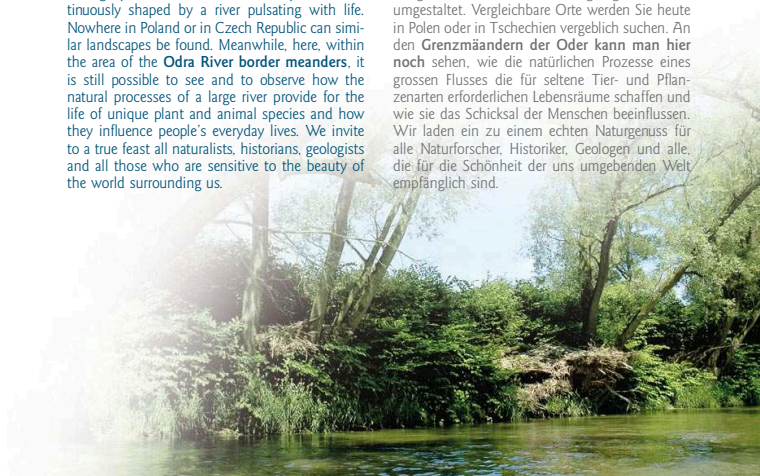 tinuously shaped by a river pulsating with life.
Nowhere in Poland or in Czech Republic can simi-
lar landscapes be found. Meanwhile, here, within
the area of the Odra River border meanders, it
is still possible to see and to observe how the
natural processes of a large river provide for the
life of unique plant and animal species and how
they influence people's everyday lives. We invite
to a true feast all naturalists, historians, geologists
and all those who are sensitive to the beauty of
the world surrounding us.
umgestaltet. Vergleichbare Orte werden Sie heute
in Polen oder in Tschechien vergeblich suchen. An
den Grenzmäandern der Oder kann man hier
noch sehen, wie die natürlichen Prozesse eines
grossen Flusses die für seltene Tier- und Pflan-
zenarten erforderlichen Lebensräume schaffen und
wie sie das Schicksal der Menschen beeinflussen.
Wir laden ein zu einem echten Naturgenuss für
alle Naturforscher, Historiker, Geologen und alle,
die für die Schönheit der uns umgebenden Welt
empfänglich sind.